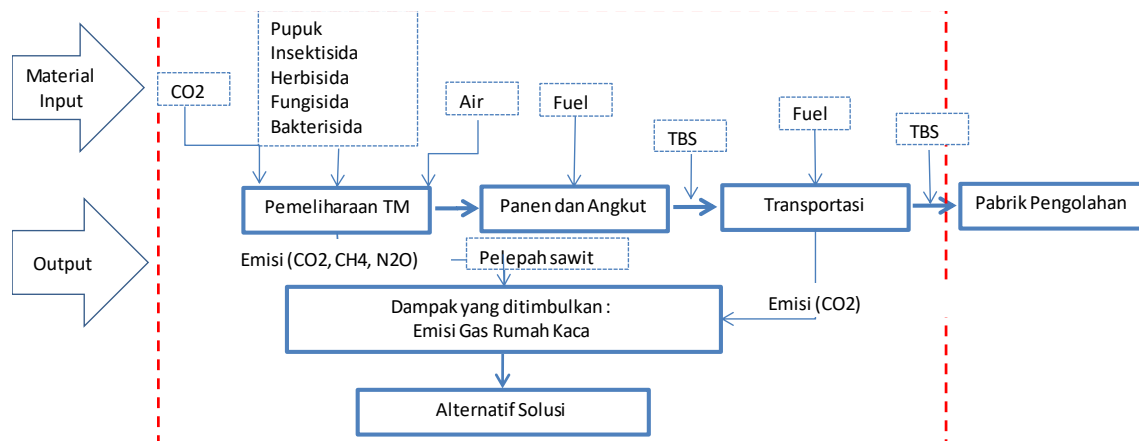 Material
Input
CO2
Pupuk
Insektisida
Herbisida
Fungisida
Bakterisida
Air
Fuel
TBS
Fuel
TBS
Pemeliharaan TM
Panen dan Angkut
Transportasi
Pabrik Pengolahan
Output
Emisi (CO2, CH4, N2O)
Pelepah sawit
Dampak yang ditimbulkan :
Emisi Gas Rumah Kaca
Emisi (CO2)
Alternatif Solusi